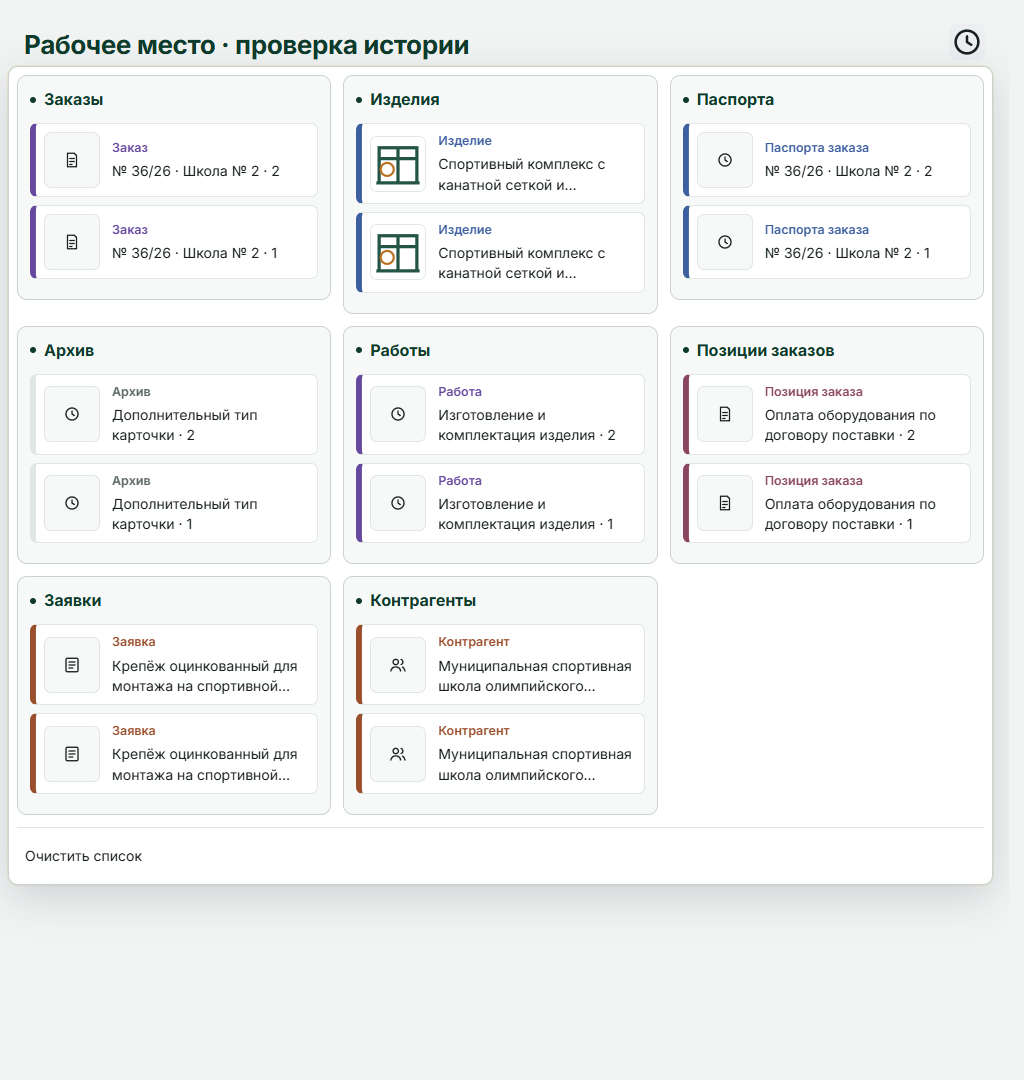 Рабочее место · проверка истории
• Заказы
Заказ
№ 36/26 · Школа № 2 · 2
Заказ
№ 36/26 · Школа № 2 · 1
• Изделия
Изделие
Спортивный комплекс с
канатной сеткой и...
Изделие
Спортивный комплекс с
канатной сеткой и...
• Паспорта
Паспорта заказа
№ 36/26 · Школа № 2 · 2
Паспорта заказа
№ 36/26 · Школа № 2 · 1
• Архив
Архив
Дополнительный тип
карточки · 2
Архив
Дополнительный тип
карточки · 1
• Работы
Работа
Изготовление и
комплектация изделия · 2
Работа
Изготовление и
комплектация изделия · 1
• Позиции заказов
Позиция заказа
Оплата оборудования по
договору поставки · 2
Позиция заказа
Оплата оборудования по
договору поставки · 1
• Заявки
Заявка
Крепёж оцинкованный для
монтажа на спортивной...
Заявка
Крепёж оцинкованный для
монтажа на спортивной...
• Контрагенты
Контрагент
Муниципальная спортивная
школа олимпийского...
Контрагент
Муниципальная спортивная
школа олимпийского...
Очистить список